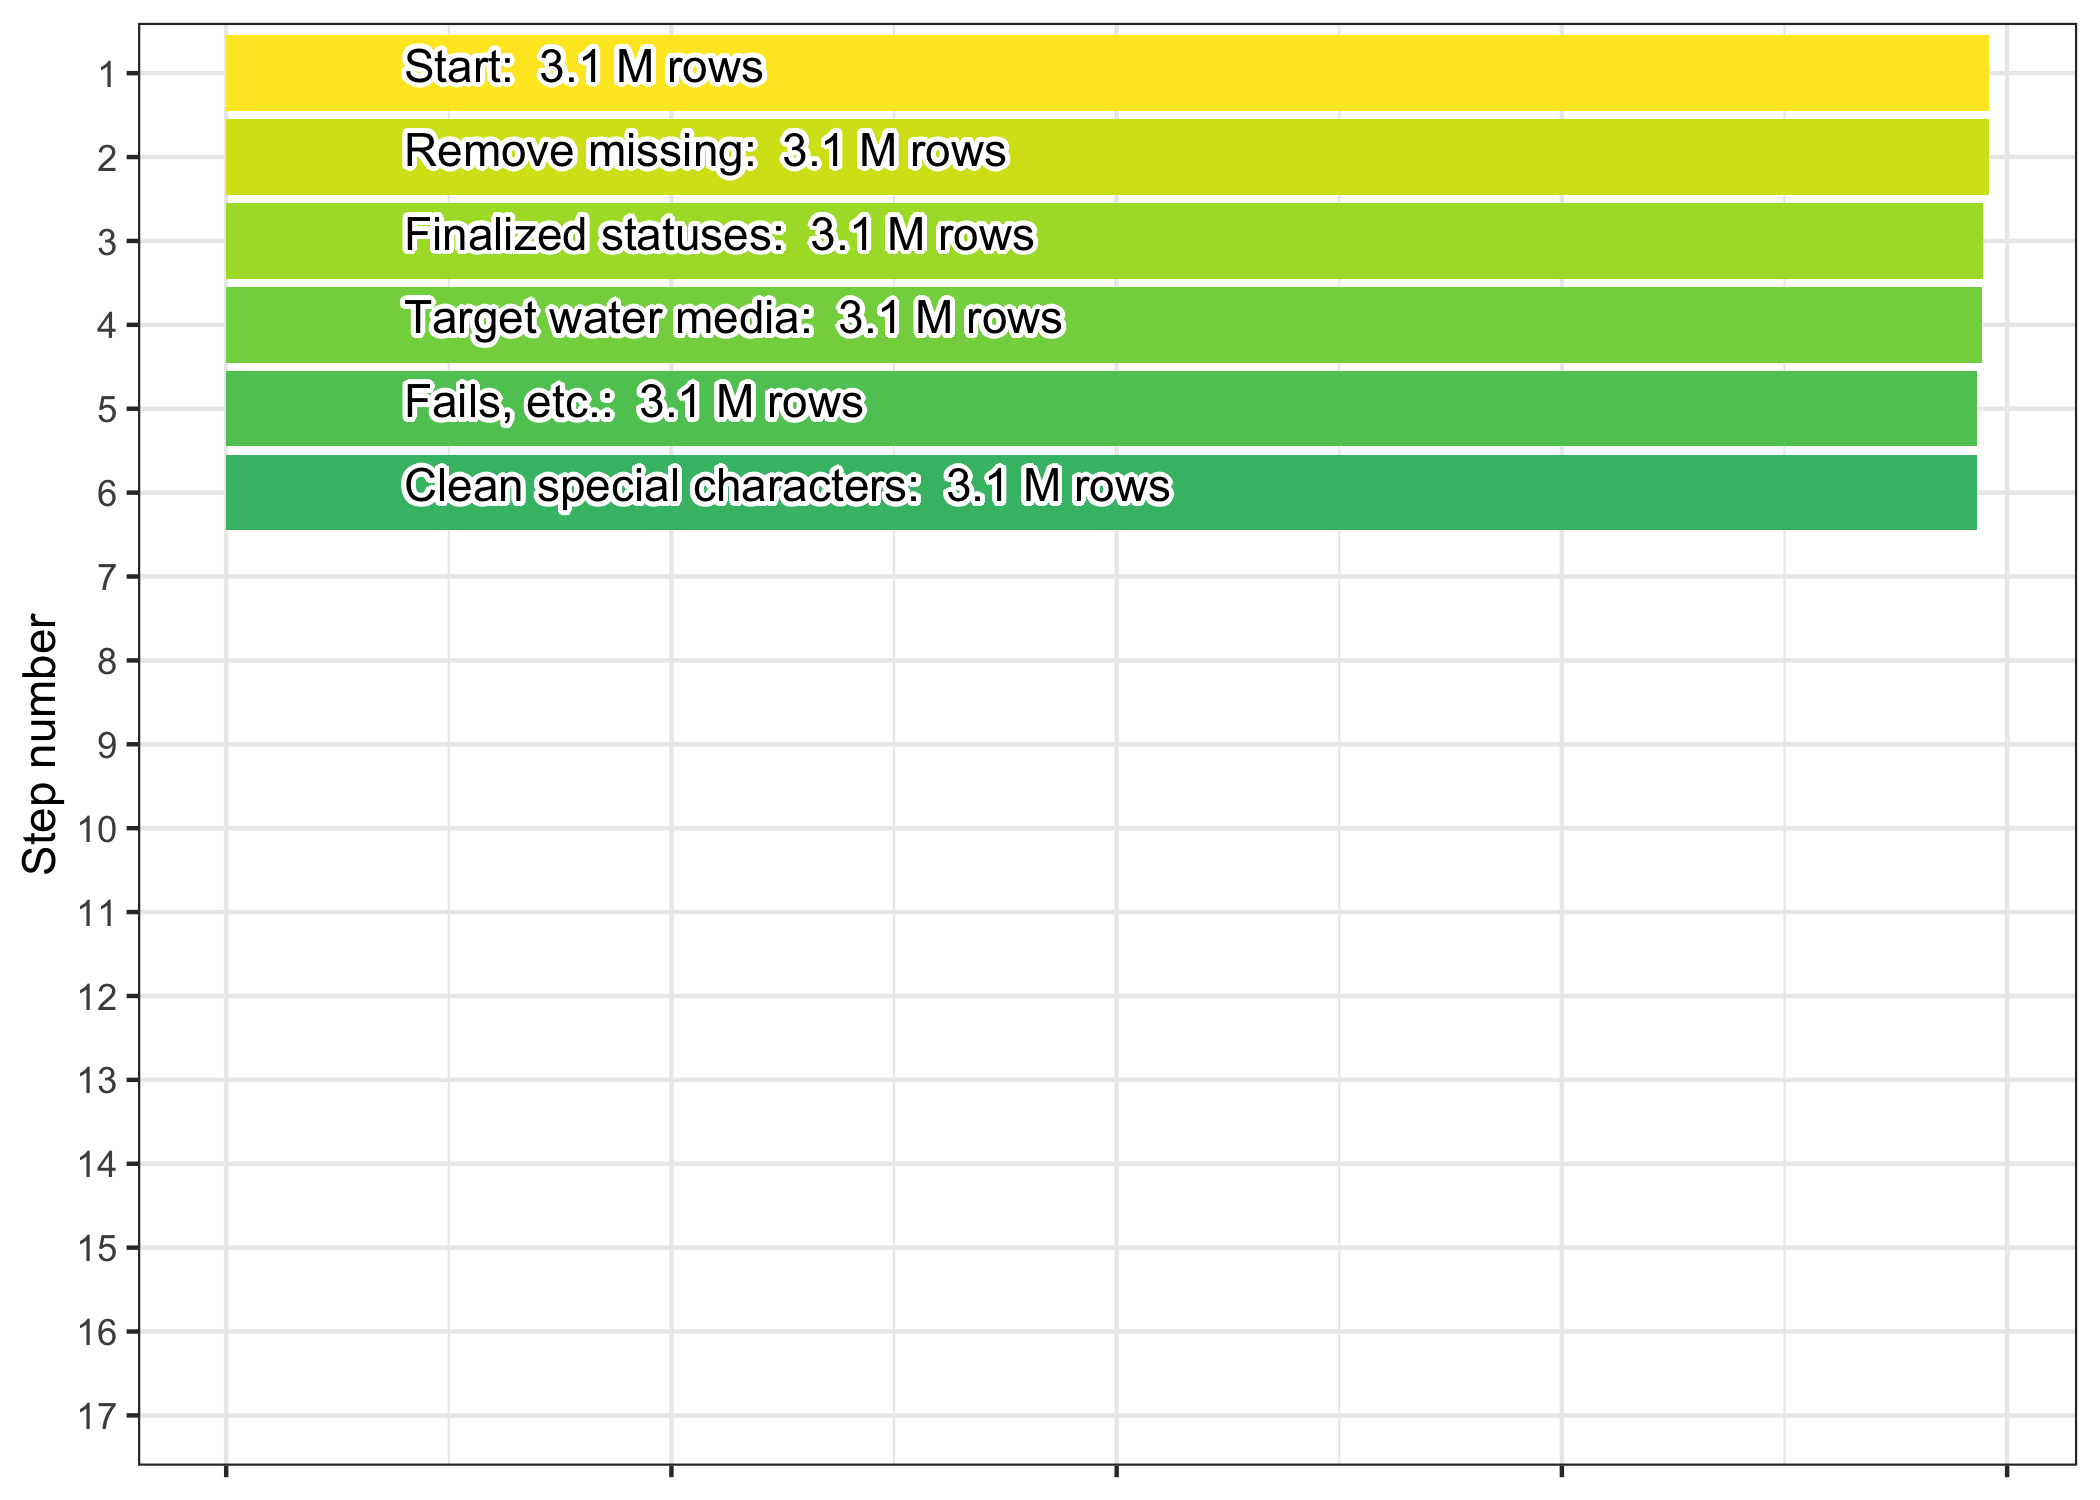 1
Start:  3.1 M rows
2
Remove missing:  3.1 M rows
3
Finalized statuses:  3.1 M rows
4
Target water media:  3.1 M rows
5
Fails, etc.:  3.1 M rows
6
Clean special characters:  3.1 M rows
7
8
9
10
11
12
13
14
15
16
17
Step number